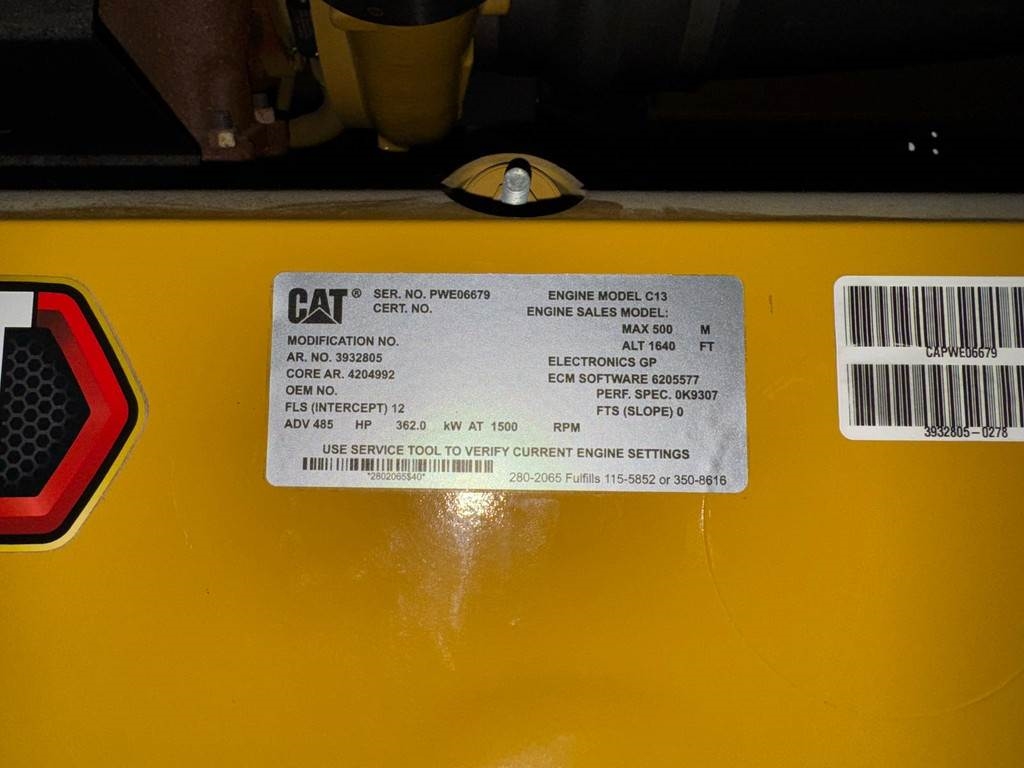 CAT® SER. NO. PWE06679 ENGINE MODEL C13
CERT. NO. ENGINE SALES MODEL:
MAX 500 M
MODIFICATION NO. ALT 1640 FT
AR. NO. 3932805 ELECTRONICS GP
CORE AR. 4204992 ECM SOFTWARE 6205577
OEM NO. PERF. SPEC. 0K9307
FLS (INTERCEPT) 12 FTS (SLOPE) 0
ADV 485 HP 362.0 kW AT 1500 RPM
USE SERVICE TOOL TO VERIFY CURRENT ENGINE SETTINGS
*2802065$40* 280-2065 Fulfills 115-5852 or 350-8616
CAPWE06679
3932805-0278